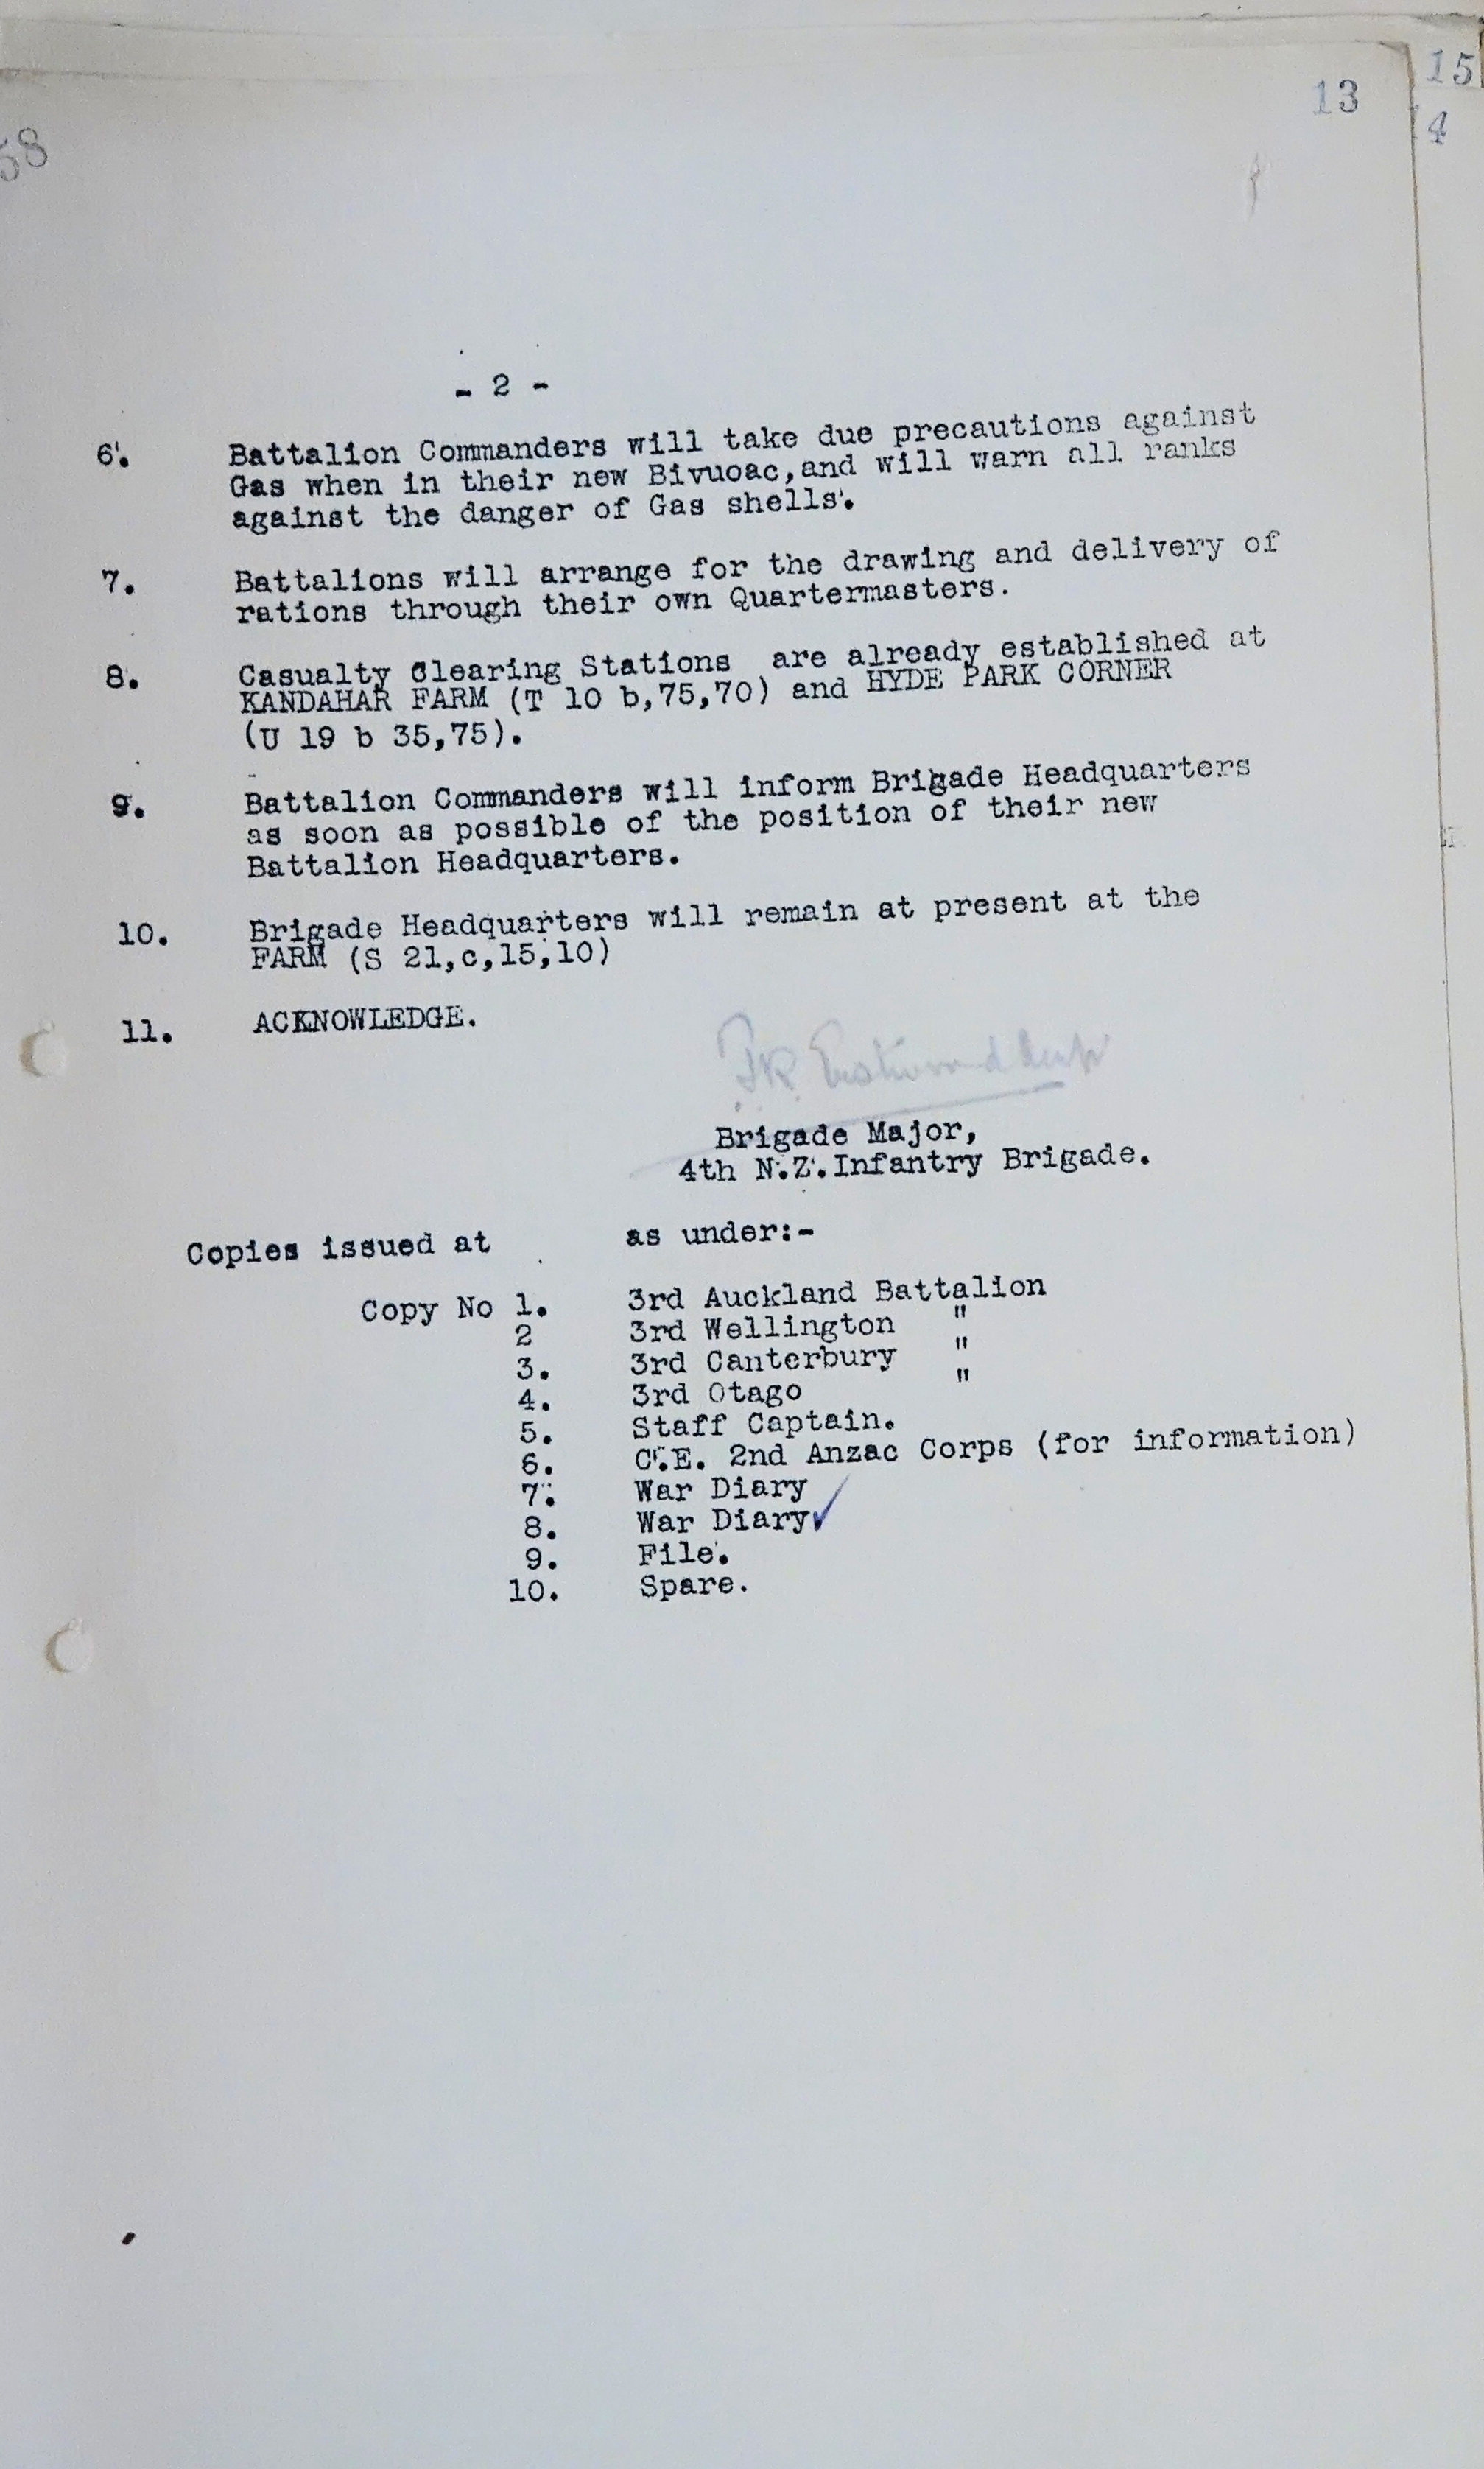 58
13
15
4
- 2 -
6. Battalion Commanders will take due precautions against
Gas when in their new Bivuoac,and will warn all ranks
against the danger of Gas shells.
7. Battalions will arrange for the drawing and delivery of
rations through their own Quartermasters.
8. Casualty Clearing Stations are already established at
KANDAHAR FARM (T 10 b,75,70) and HYDE PARK CORNER
(U 19 b 35,75).
9. Battalion Commanders will inform Brigade Headquarters
as soon as possible of the position of their new
Battalion Headquarters.
10. Brigade Headquarters will remain at present at the
FARM (S 21,c,15,10)
11. ACKNOWLEDGE.
Brigade Major,
4th N.Z.Infantry Brigade.
Copies issued at as under:-
Copy No 1. 3rd Auckland Battalion
2 3rd Wellington "
3. 3rd Canterbury "
4. 3rd Otago "
5. Staff Captain.
6. C.E. 2nd Anzac Corps (for information)
7. War Diary
8. War Diary
9. File.
10. Spare.